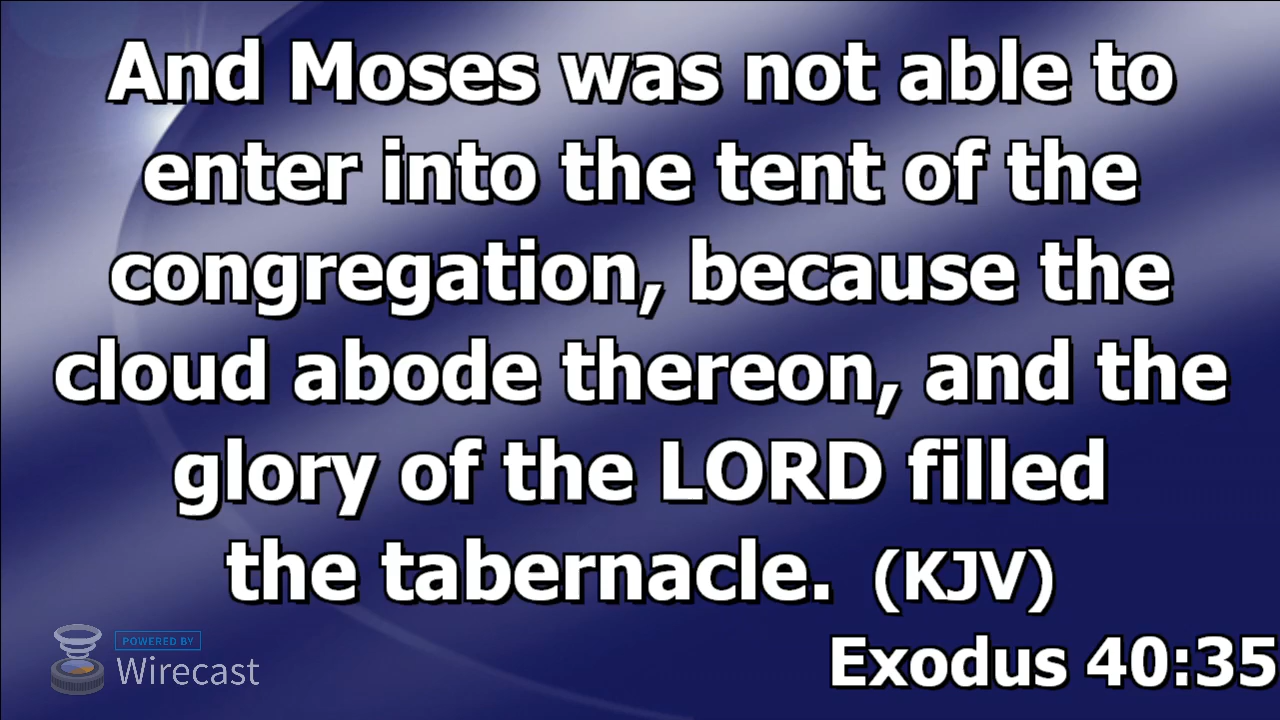 And Moses was not able to
enter into the tent of the
congregation, because the
cloud abode thereon, and the
glory of the LORD filled
the tabernacle. (KJV)
Exodus 40:35
POWERED BY
Wirecast